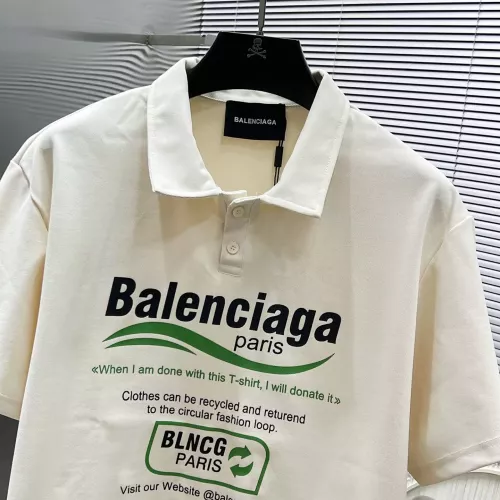 BALENCIAGA
Balenciaga
paris
«When I am done with this T-shirt, I will donate it»
Clothes can be recycled and returend
to the circular fashion loop.
BLNCG
PARIS
Visit our Website